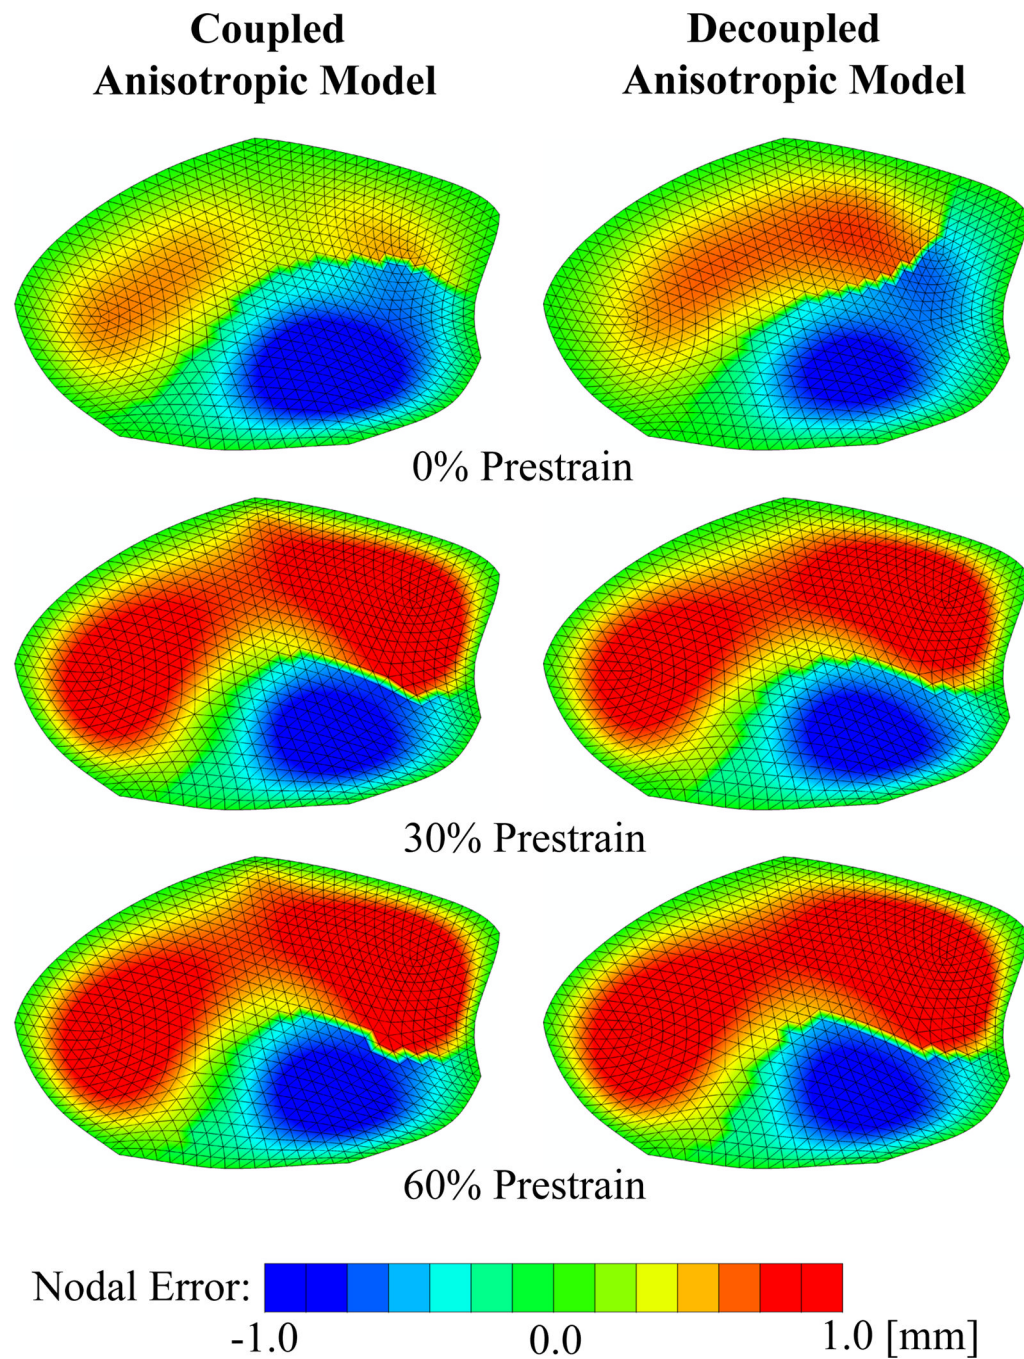 Coupled
Anisotropic Model
Decoupled
Anisotropic Model
0% Prestrain
30% Prestrain
60% Prestrain
Nodal Error:
-1.0 0.0 1.0 [mm]